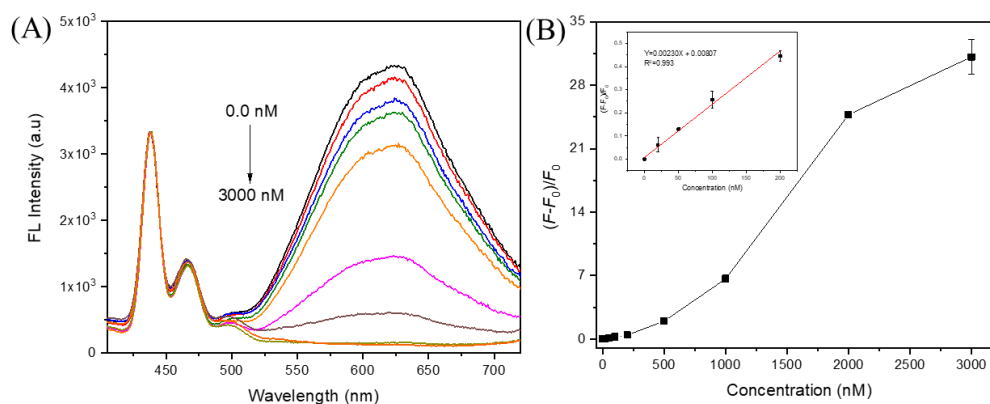 (A)
FL Intensity (a.u)
5x10³
4x10³
3x10³
2x10³
1x10³
0
0.0 nM
3000 nM
450
500
550
600
650
700
Wavelength (nm)
(B)
(F-F₀)/F₀
35
28
21
14
7
0
0
500
1000
1500
2000
2500
3000
Concentration (nM)
Y=0.00230X + 0.00807
R²=0.993
(F-F₀)/F₀
0.5
0.4
0.3
0.2
0.1
0.0
0
50
100
150
200
Concentration (nM)